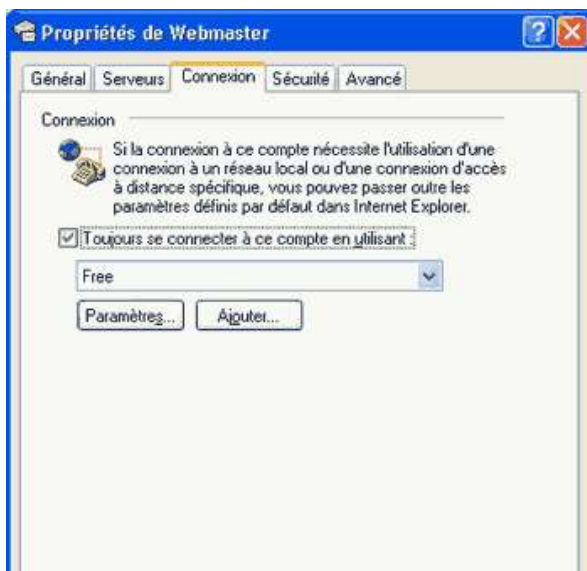 Propriétés de Webmaster
Général Serveurs Connexion Sécurité Avancé
Connexion
Si la connexion à ce compte nécessite l'utilisation d'une
connexion à un réseau local ou d'une connexion d'accès
à distance spécifique, vous pouvez passer outre les
paramètres définis par défaut dans Internet Explorer.
Toujours se connecter à ce compte en utilisant :
Free
Paramètres... Ajouter...